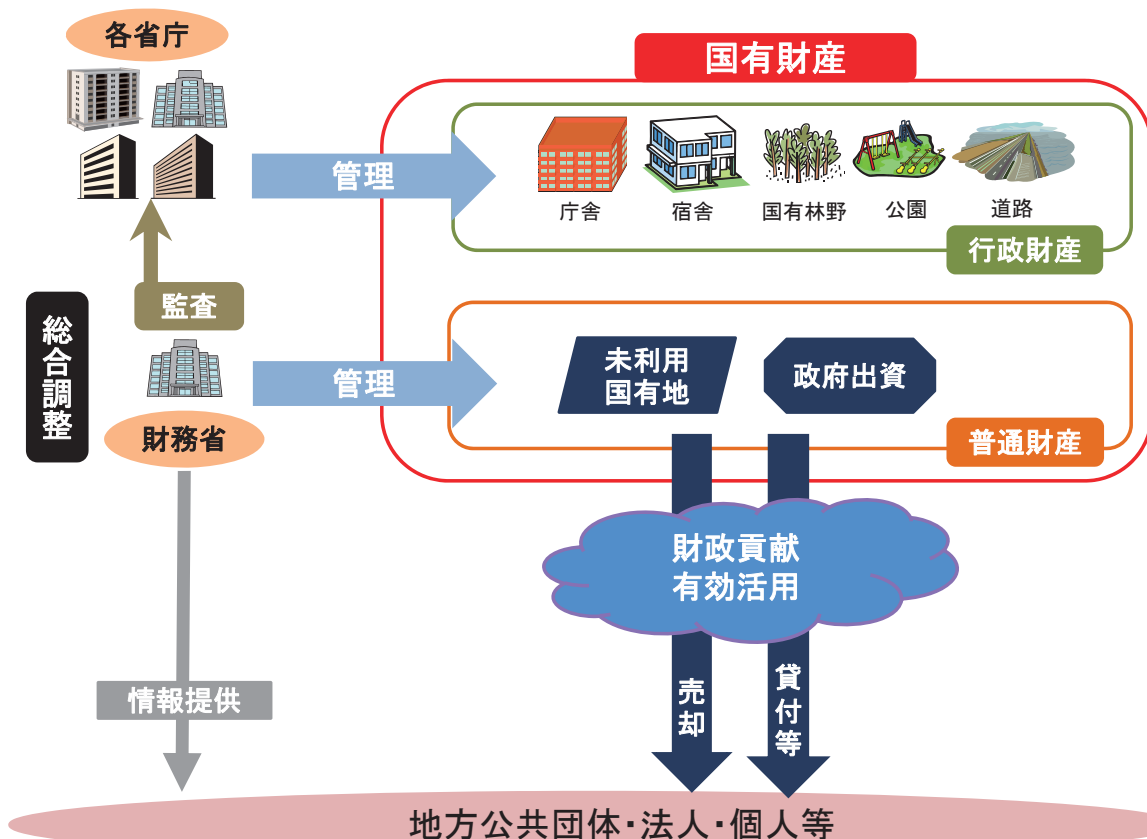 各省庁
国有財産
管理
庁舎
宿舎
国有林野
公園
道路
行政財産
監査
総合調整
管理
未利用
国有地
政府出資
財務省
普通財産
財政貢献
有効活用
情報提供
売却
貸付等
地方公共団体・法人・個人等